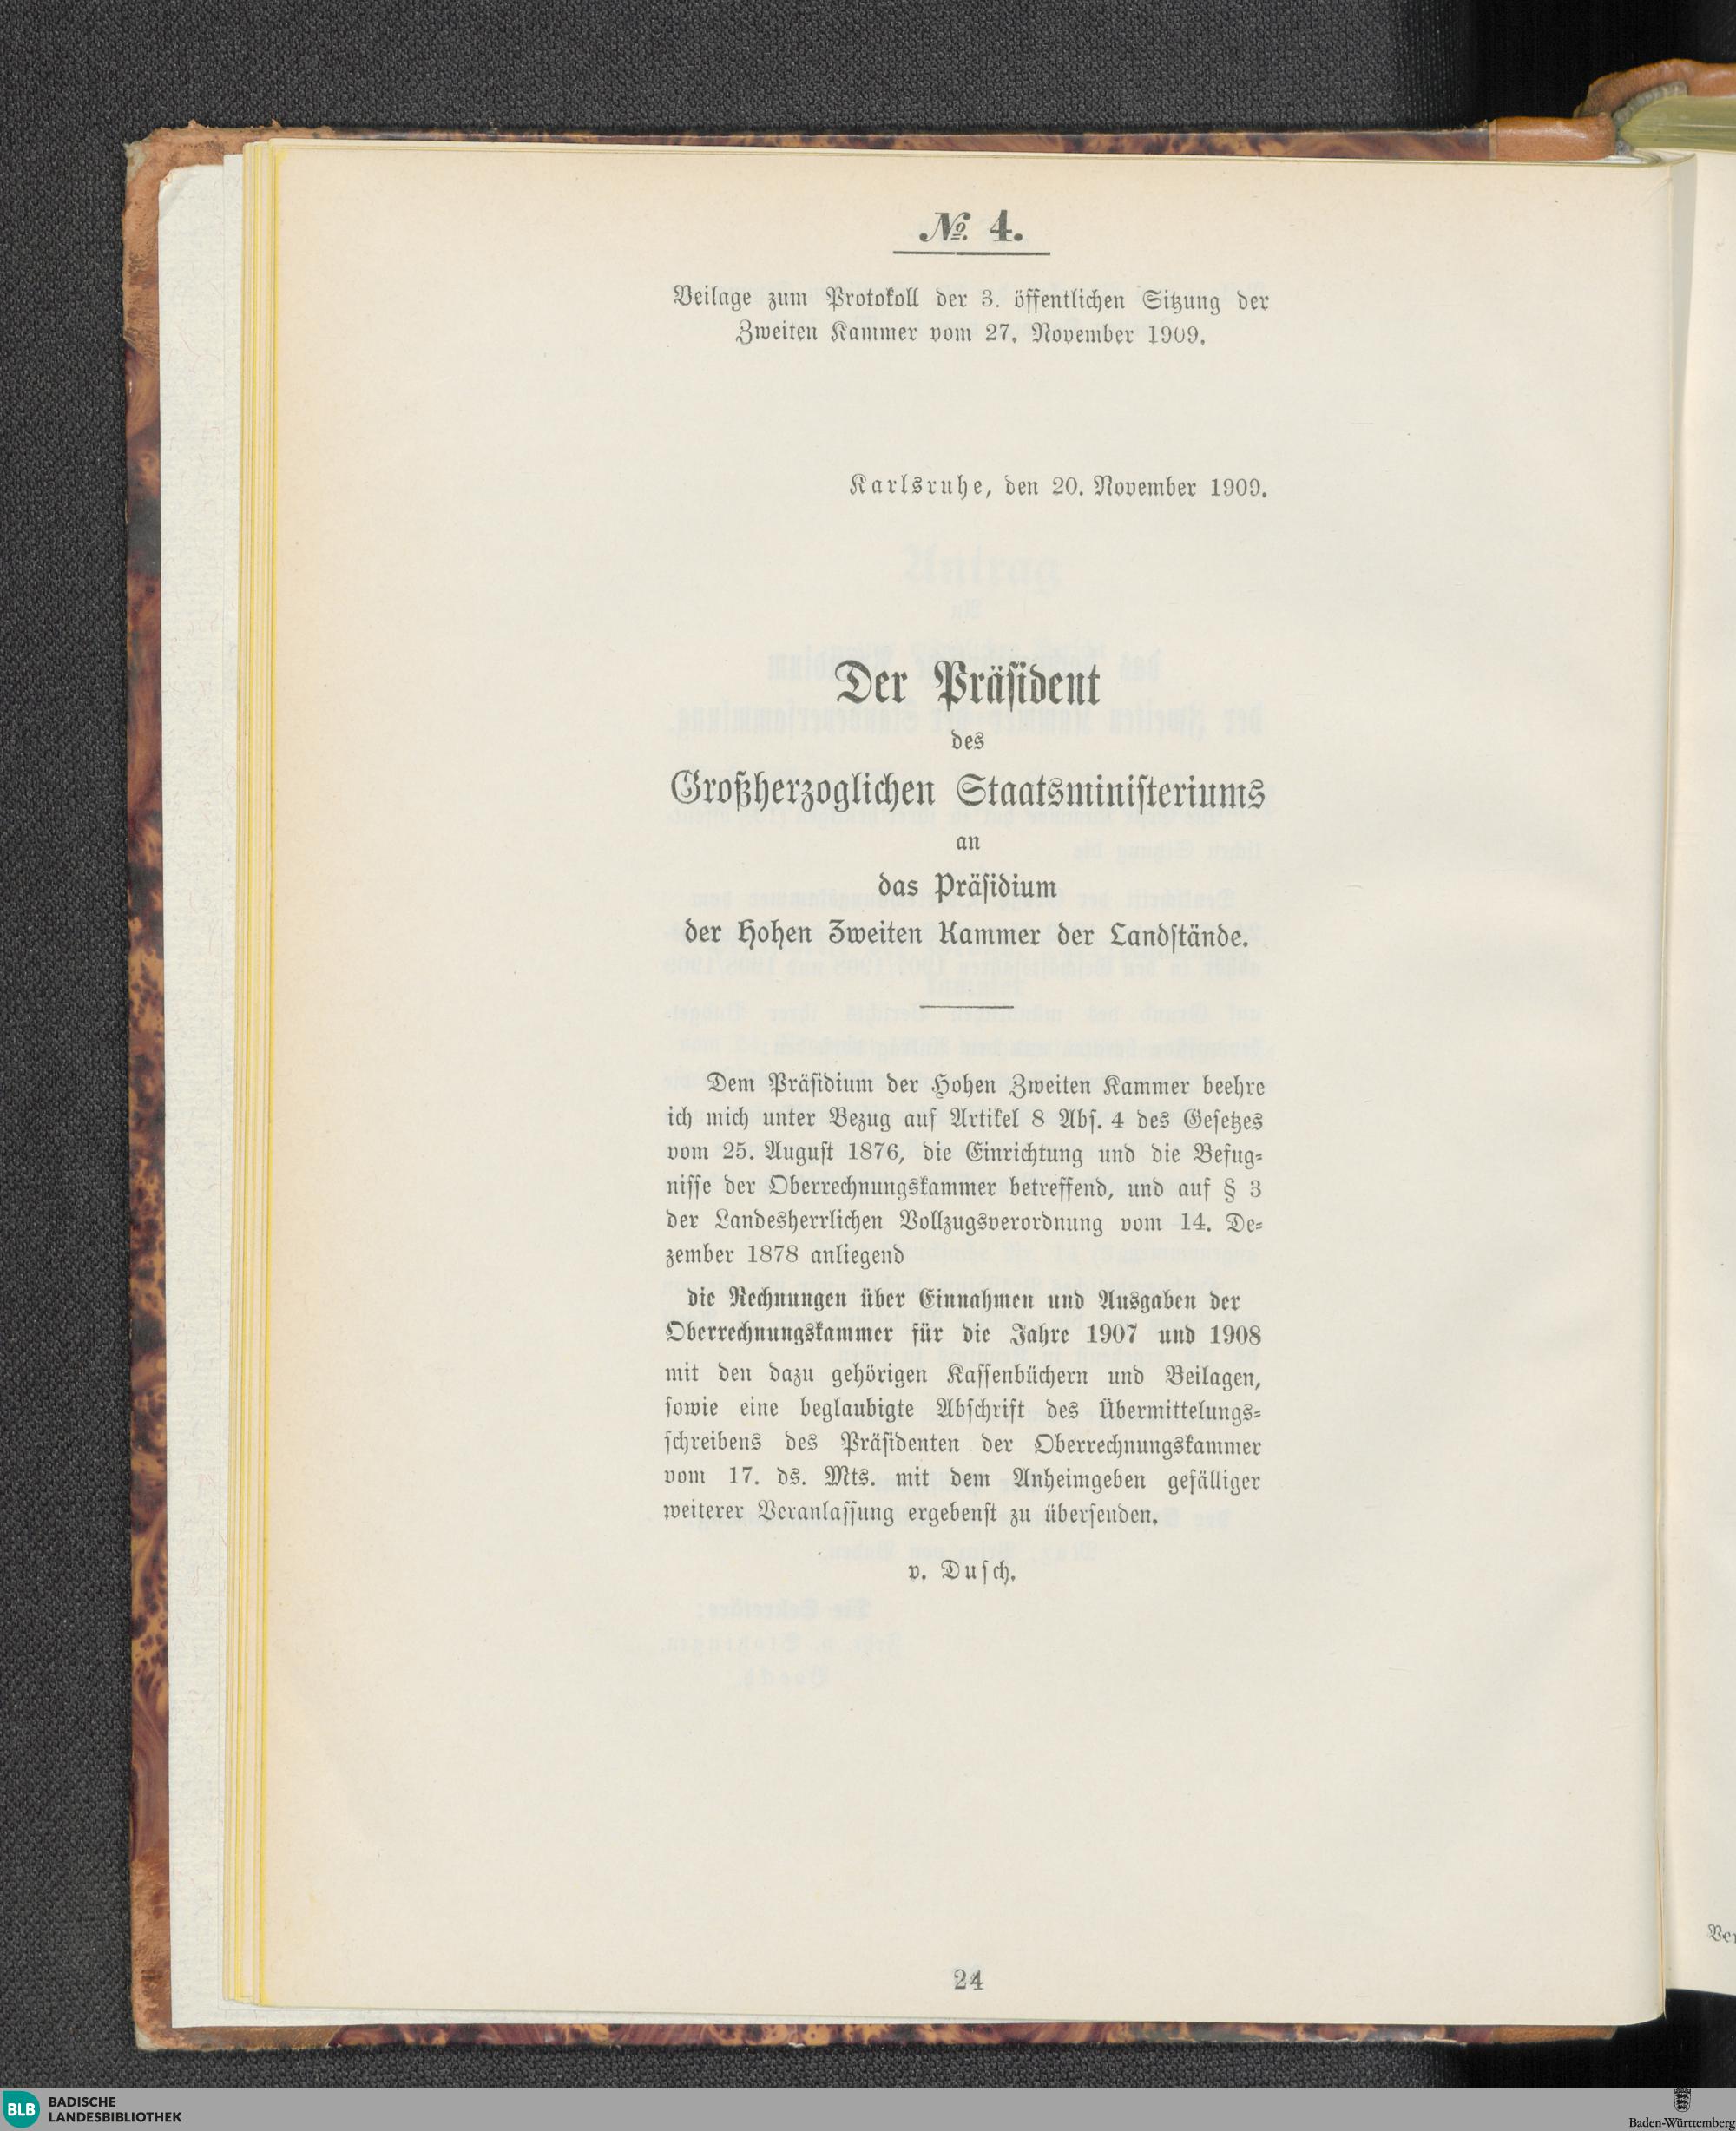 № 4.
Beilage zum Protokoll der 3. öffentlichen Sitzung der
Zweiten Kammer vom 27. November 1909.
Karlsruhe, den 20. November 1909.
Der Präsident
des
Großherzoglichen Staatsministeriums
an
das Präsidium
der Hohen Zweiten Kammer der Landstände.
Dem Präsidium der Hohen Zweiten Kammer beehre
ich mich unter Bezug auf Artikel 8 Abs. 4 des Gesetzes
vom 25. August 1876, die Einrichtung und die Befug-
nisse der Oberrechnungskammer betreffend, und auf § 3
der Landesherrlichen Vollzugsverordnung vom 14. De-
zember 1878 anliegend
die Rechnungen über Einnahmen und Ausgaben der
Oberrechnungskammer für die Jahre 1907 und 1908
mit den dazu gehörigen Kassenbüchern und Beilagen,
sowie eine beglaubigte Abschrift des Übermittelungs-
schreibens des Präsidenten der Oberrechnungskammer
vom 17. ds. Mts. mit dem Anheimgeben gefälliger
weiterer Veranlassung ergebenst zu übersenden.
v. Dusch.
24
BLB BADISCHE
LANDESBIBLIOTHEK
Baden-Württemberg